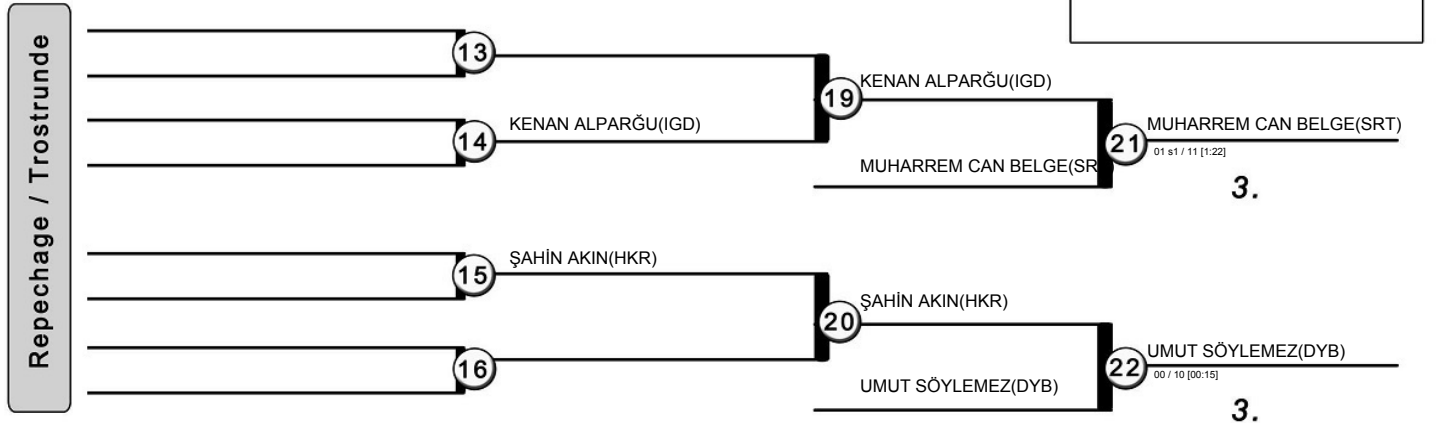 Repechage / Trostrunde
13
14
KENAN ALPARĞU(IGD)
19
KENAN ALPARĞU(IGD)
MUHARREM CAN BELGE(SR
21
MUHARREM CAN BELGE(SRT)
01 s1 / 11 [1:22]
3.
15
ŞAHİN AKIN(HKR)
16
20
ŞAHİN AKIN(HKR)
UMUT SÖYLEMEZ(DYB)
22
UMUT SÖYLEMEZ(DYB)
00 / 10 [00:15]
3.